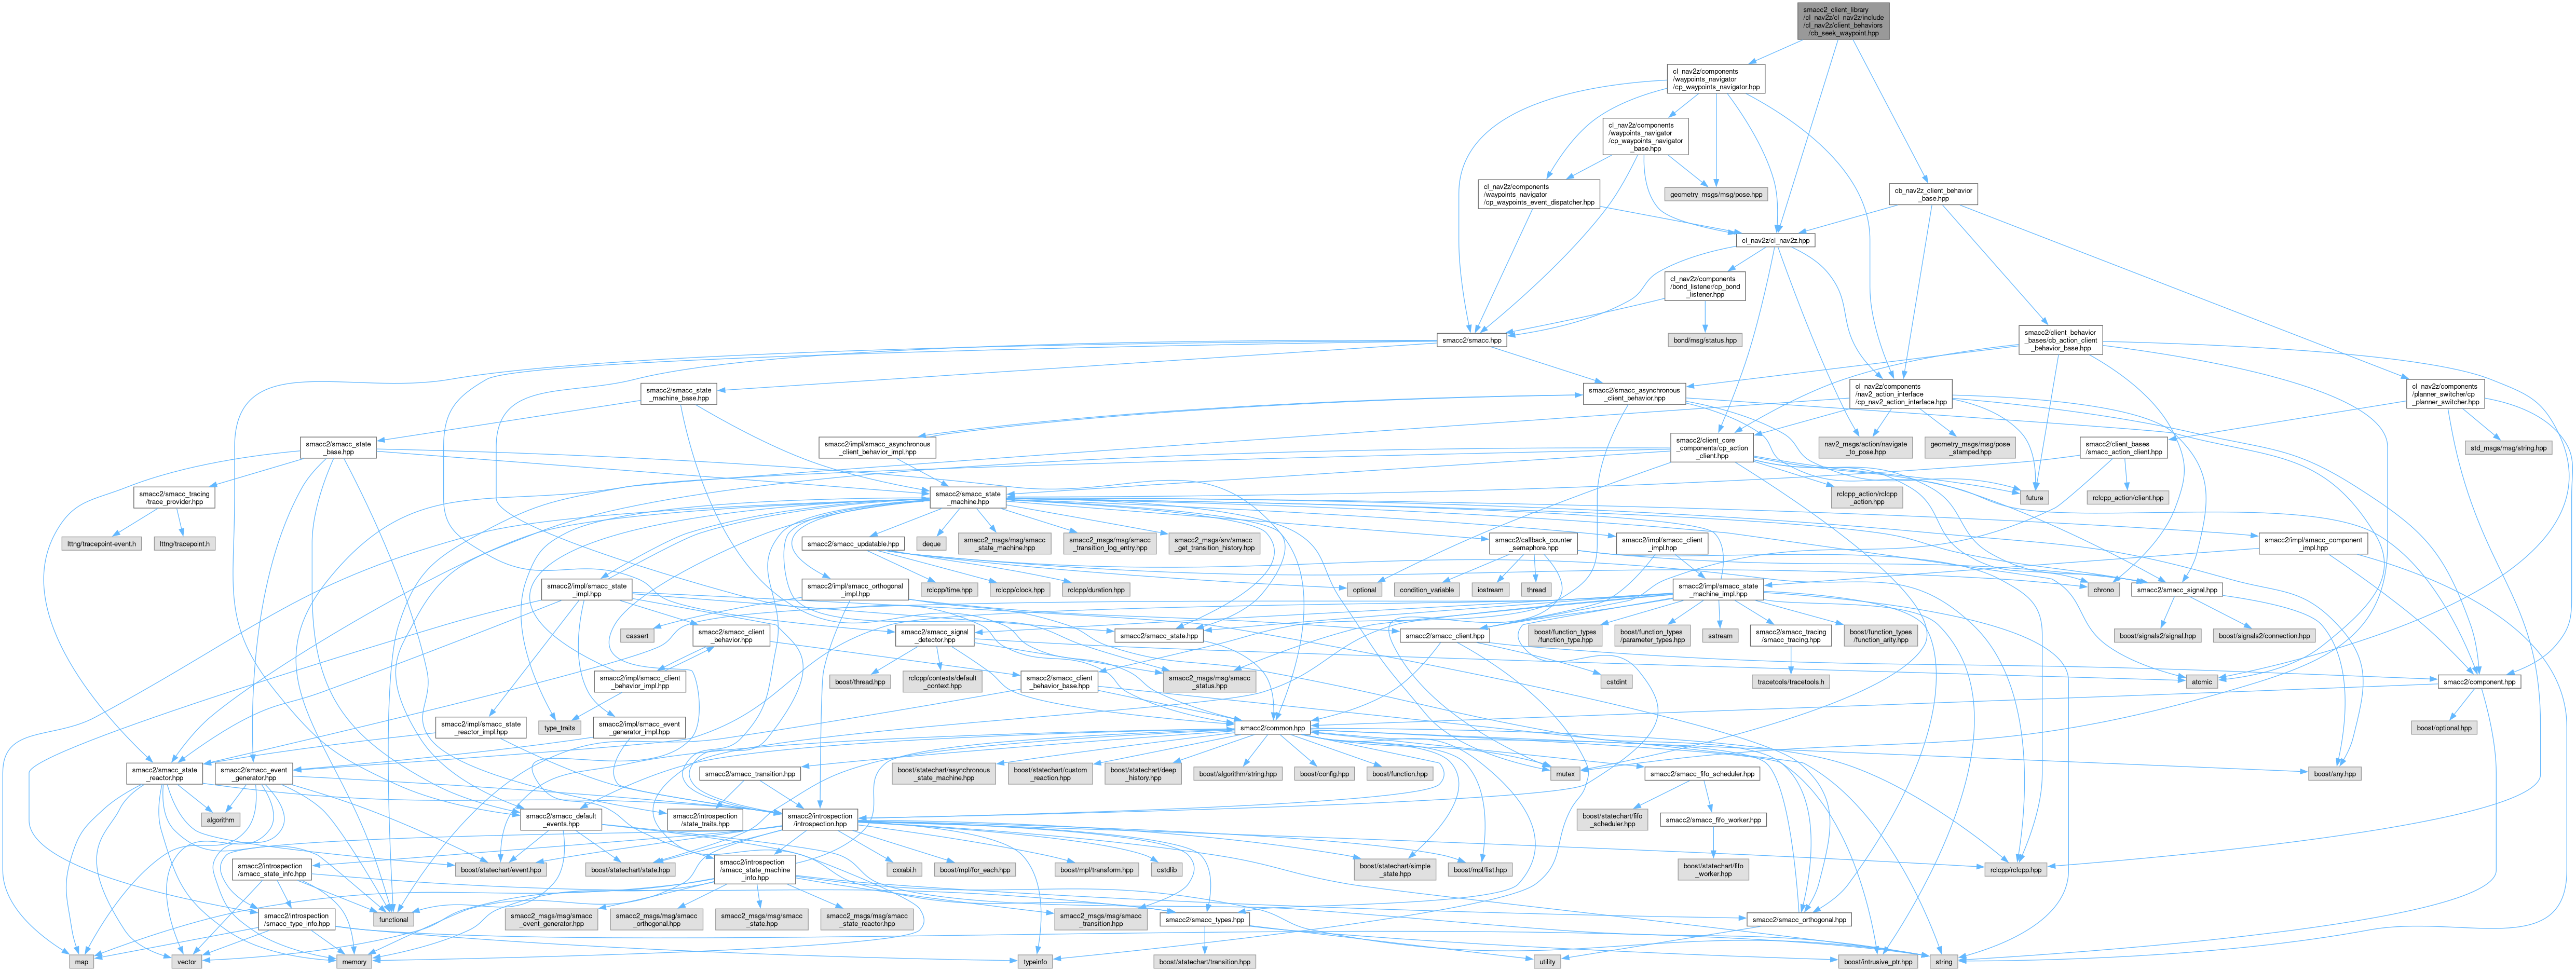 smacc2_client_library
/cl_nav2z/cl_nav2z/include
/cl_nav2z/client_behaviors
/cb_seek_waypoint.hpp
cl_nav2z/components
/waypoints_navigator
/cp_waypoints_navigator.hpp
cl_nav2z/components
/waypoints_navigator
/cp_waypoints_navigator
_base.hpp
cl_nav2z/components
/waypoints_navigator
/cp_waypoints_event_dispatcher.hpp
geometry_msgs/msg/pose.hpp
cb_nav2z_client_behavior
_base.hpp
cl_nav2z/cl_nav2z.hpp
cl_nav2z/components
/bond_listener/cp_bond
_listener.hpp
smacc2/smacc.hpp
bond/msg/status.hpp
smacc2/client_behavior
_bases/cb_action_client
_behavior_base.hpp
smacc2/smacc_state
_machine_base.hpp
smacc2/smacc_asynchronous
_client_behavior.hpp
cl_nav2z/components
/nav2_action_interface
/cp_nav2_action_interface.hpp
cl_nav2z/components
/planner_switcher/cp
_planner_switcher.hpp
smacc2/smacc_state
_base.hpp
smacc2/impl/smacc_asynchronous
_client_behavior_impl.hpp
smacc2/client_core
_components/cp_action
_client.hpp
nav2_msgs/action/navigate
_to_pose.hpp
geometry_msgs/msg/pose
_stamped.hpp
smacc2/client_bases
/smacc_action_client.hpp
std_msgs/msg/string.hpp
smacc2/smacc_tracing
/trace_provider.hpp
smacc2/smacc_state
_machine.hpp
rclcpp_action/rclcpp
_action.hpp
future
rclcpp_action/client.hpp
lttng/tracepoint-event.h
lttng/tracepoint.h
smacc2/smacc_updatable.hpp
deque
smacc2_msgs/msg/smacc
_state_machine.hpp
smacc2_msgs/msg/smacc
_transition_log_entry.hpp
smacc2_msgs/srv/smacc
_get_transition_history.hpp
smacc2/callback_counter
_semaphore.hpp
smacc2/impl/smacc_client
_impl.hpp
smacc2/impl/smacc_component
_impl.hpp
smacc2/impl/smacc_state
_impl.hpp
smacc2/impl/smacc_orthogonal
_impl.hpp
rclcpp/time.hpp
rclcpp/clock.hpp
rclcpp/duration.hpp
optional
condition_variable
iostream
thread
smacc2/impl/smacc_state
_machine_impl.hpp
chrono
smacc2/smacc_signal.hpp
cassert
smacc2/smacc_client
_behavior.hpp
smacc2/smacc_signal
_detector.hpp
smacc2/smacc_state.hpp
smacc2/smacc_client.hpp
boost/function_types
/function_type.hpp
boost/function_types
/parameter_types.hpp
sstream
smacc2/smacc_tracing
/smacc_tracing.hpp
boost/function_types
/function_arity.hpp
boost/signals2/signal.hpp
boost/signals2/connection.hpp
smacc2/impl/smacc_client
_behavior_impl.hpp
boost/thread.hpp
rclcpp/contexts/default
_context.hpp
smacc2/smacc_client
_behavior_base.hpp
smacc2_msgs/msg/smacc
_status.hpp
cstdint
tracetools/tracetools.h
atomic
smacc2/component.hpp
smacc2/impl/smacc_state
_reactor_impl.hpp
type_traits
smacc2/impl/smacc_event
_generator_impl.hpp
smacc2/common.hpp
boost/optional.hpp
smacc2/smacc_state
_reactor.hpp
smacc2/smacc_event
_generator.hpp
smacc2/smacc_transition.hpp
boost/statechart/asynchronous
_state_machine.hpp
boost/statechart/custom
_reaction.hpp
boost/statechart/deep
_history.hpp
boost/algorithm/string.hpp
boost/config.hpp
boost/function.hpp
mutex
smacc2/smacc_fifo_scheduler.hpp
boost/any.hpp
algorithm
smacc2/smacc_default
_events.hpp
smacc2/introspection
/state_traits.hpp
smacc2/introspection
/introspection.hpp
boost/statechart/fifo
_scheduler.hpp
smacc2/smacc_fifo_worker.hpp
smacc2/introspection
/smacc_state_info.hpp
boost/statechart/event.hpp
boost/statechart/state.hpp
smacc2/introspection
/smacc_state_machine
_info.hpp
cxxabi.h
boost/mpl/for_each.hpp
boost/mpl/transform.hpp
cstdlib
boost/statechart/simple
_state.hpp
boost/mpl/list.hpp
boost/statechart/fifo
_worker.hpp
rclcpp/rclcpp.hpp
smacc2/introspection
/smacc_type_info.hpp
functional
smacc2_msgs/msg/smacc
_event_generator.hpp
smacc2_msgs/msg/smacc
_orthogonal.hpp
smacc2_msgs/msg/smacc
_state.hpp
smacc2_msgs/msg/smacc
_state_reactor.hpp
smacc2_msgs/msg/smacc
_transition.hpp
smacc2/smacc_types.hpp
smacc2/smacc_orthogonal.hpp
map
vector
memory
typeinfo
boost/statechart/transition.hpp
utility
boost/intrusive_ptr.hpp
string